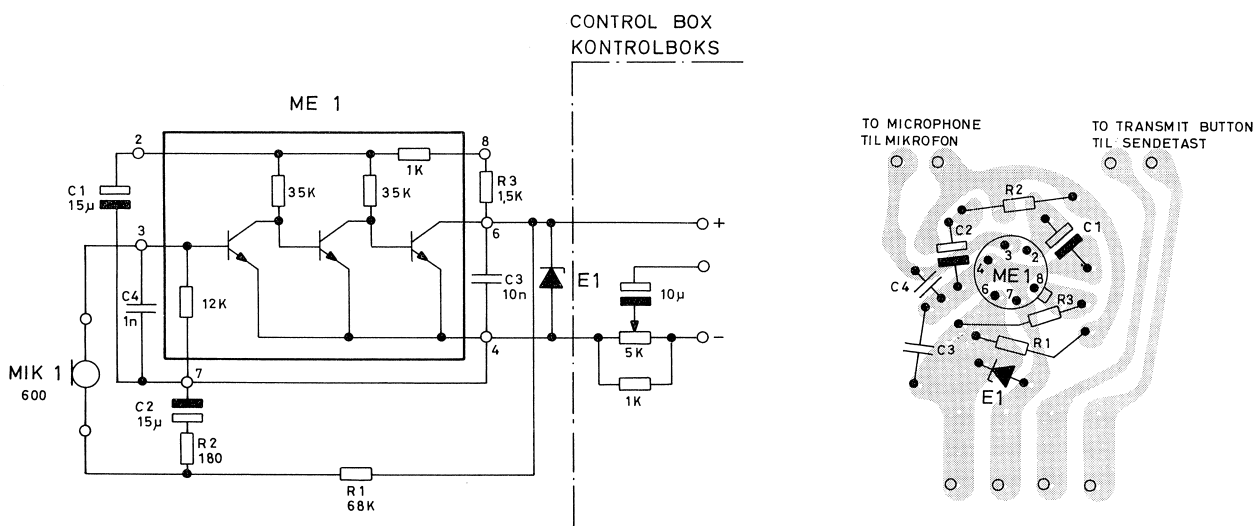 CONTROL BOX
KONTROLBOKS
ME 1
2
8
1K
R3
1,5K
C1
15µ
35K
35K
6
+
3
C3
10n
E1
10µ
C4
1n
12K
4
−
5K
7
1K
MIK 1
600
C2
15µ
R2
180
R1
68K
TO MICROPHONE
TIL MIKROFON
TO TRANSMIT BUTTON
TIL SENDETAST
R2
C2
C1
3
2
4
ME1
8
6
7
C4
R3
R1
C3
E1